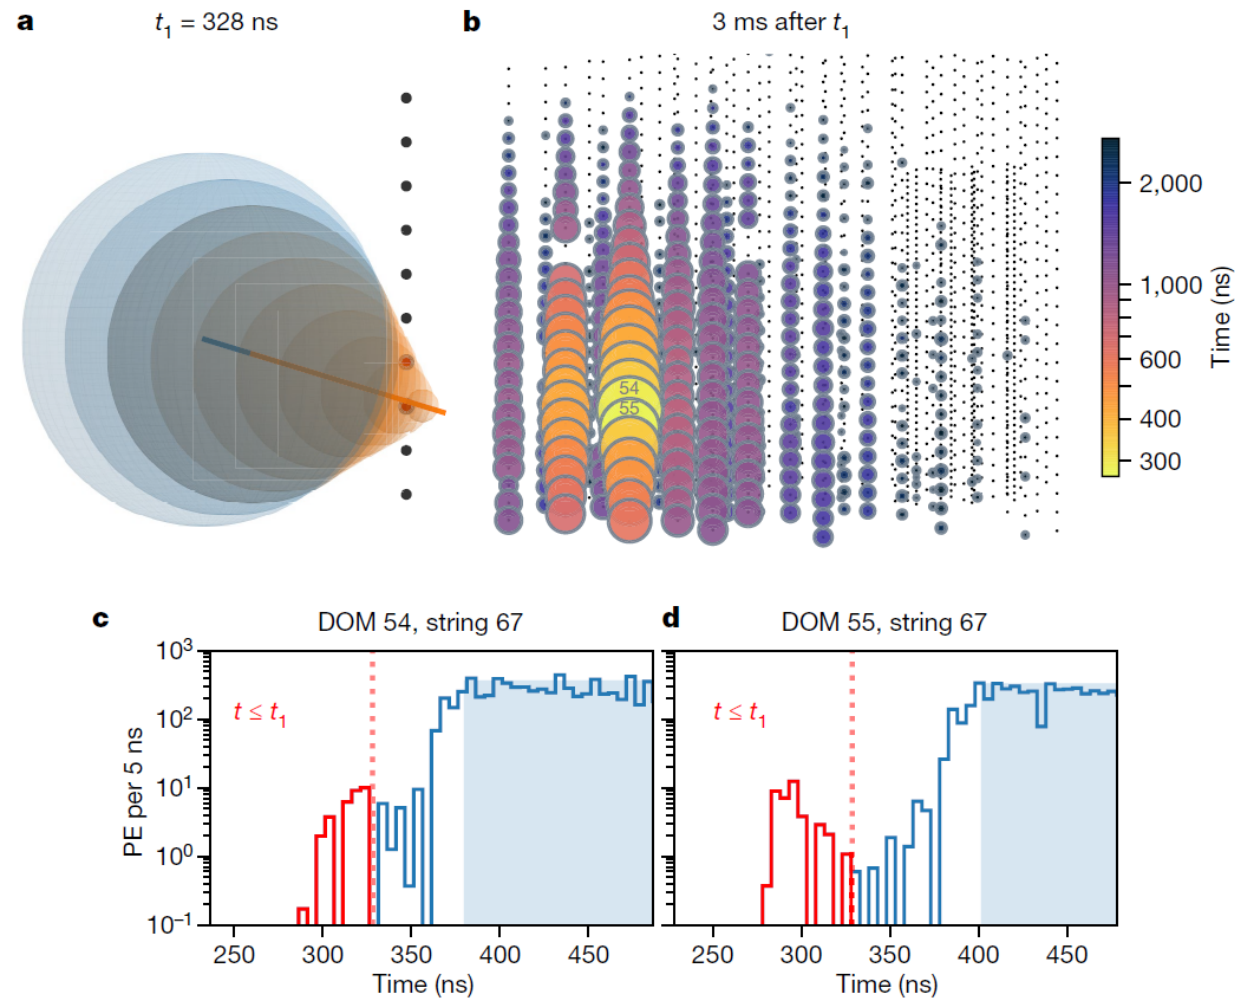 a t₁ = 328 ns
b 3 ms after t₁
54
55
2,000
1,000
600
400
300
Time (ns)
c DOM 54, string 67
d DOM 55, string 67
PE per 5 ns
10³
10²
10¹
10⁰
10⁻¹
t ≤ t₁
t ≤ t₁
250 300 350 400 450
250 300 350 400 450
Time (ns)
Time (ns)